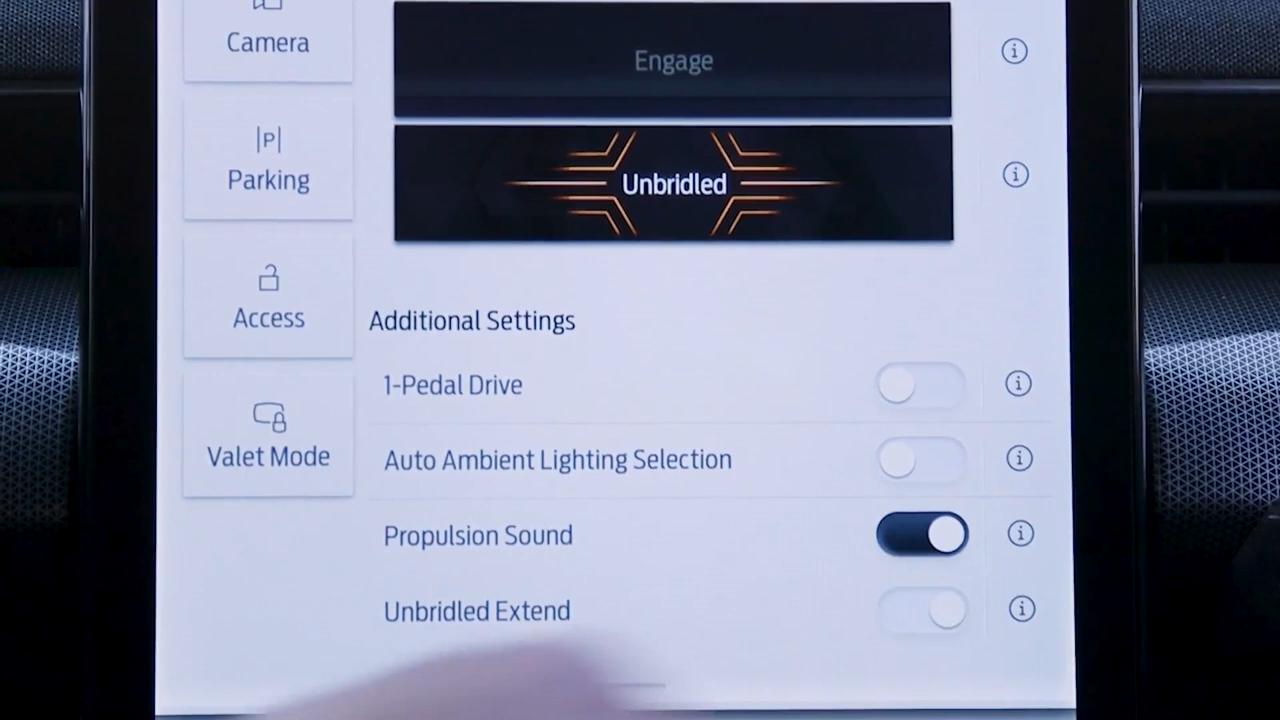 Camera
Engage
|P|
Parking
Unbridled
Access
Additional Settings
1-Pedal Drive
Valet Mode
Auto Ambient Lighting Selection
Propulsion Sound
Unbridled Extend